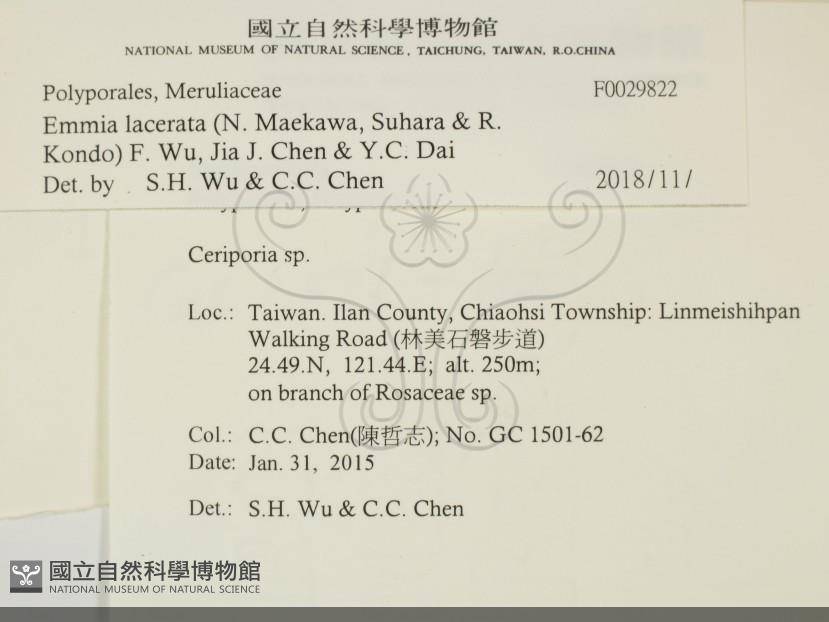 國立自然科學博物館
NATIONAL MUSEUM OF NATURAL SCIENCE, TAICHUNG, TAIWAN, R.O.CHINA
Polyporales, Meruliaceae F0029822
Emmia lacerata (N. Maekawa, Suhara & R.
Kondo) F. Wu, Jia J. Chen & Y.C. Dai
Det. by S.H. Wu & C.C. Chen 2018/11/
Ceriporia sp.
Loc.: Taiwan. Ilan County, Chiaohsi Township: Linmeishihpan
Walking Road (林美石磐步道)
24.49.N, 121.44.E; alt. 250m;
on branch of Rosaceae sp.
Col.: C.C. Chen(陳哲志); No. GC 1501-62
Date: Jan. 31, 2015
Det.: S.H. Wu & C.C. Chen
國立自然科學博物館
NATIONAL MUSEUM OF NATURAL SCIENCE